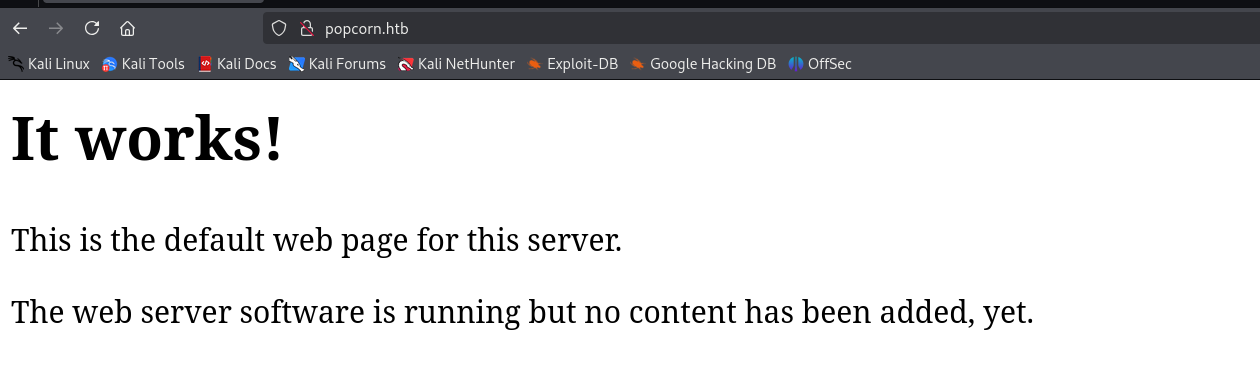 popcorn.htb
Kali Linux Kali Tools Kali Docs Kali Forums Kali NetHunter Exploit-DB Google Hacking DB OffSec
It works!
This is the default web page for this server.
The web server software is running but no content has been added, yet.